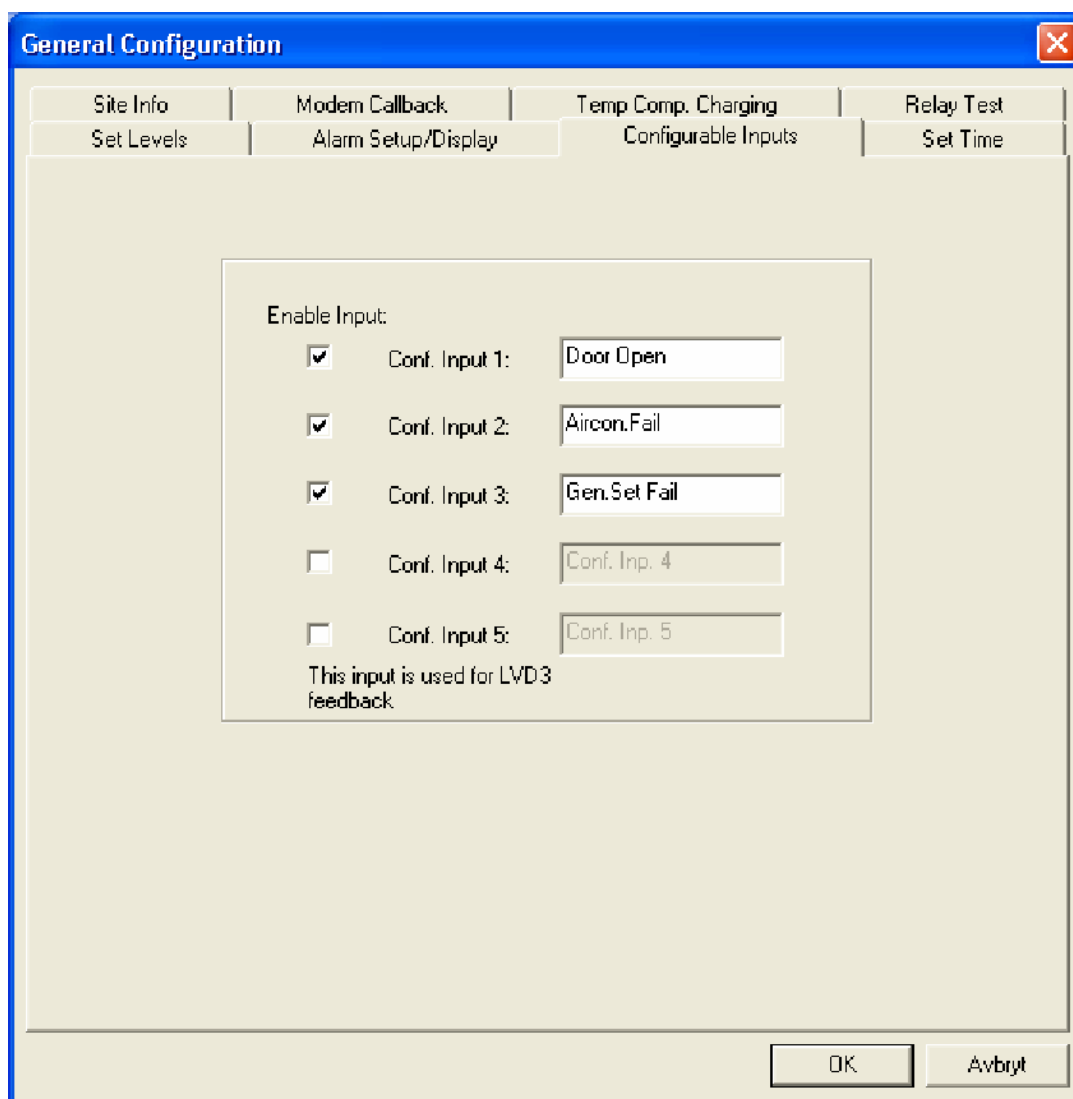 General Configuration
Site Info
Modem Callback
Temp Comp. Charging
Relay Test
Set Levels
Alarm Setup/Display
Configurable Inputs
Set Time
Enable Input:
Conf. Input 1: Door Open
Conf. Input 2: Aircon.Fail
Conf. Input 3: Gen.Set Fail
Conf. Input 4: Conf. Inp. 4
Conf. Input 5: Conf. Inp. 5
This input is used for LVD3
feedback
OK
Avbryt